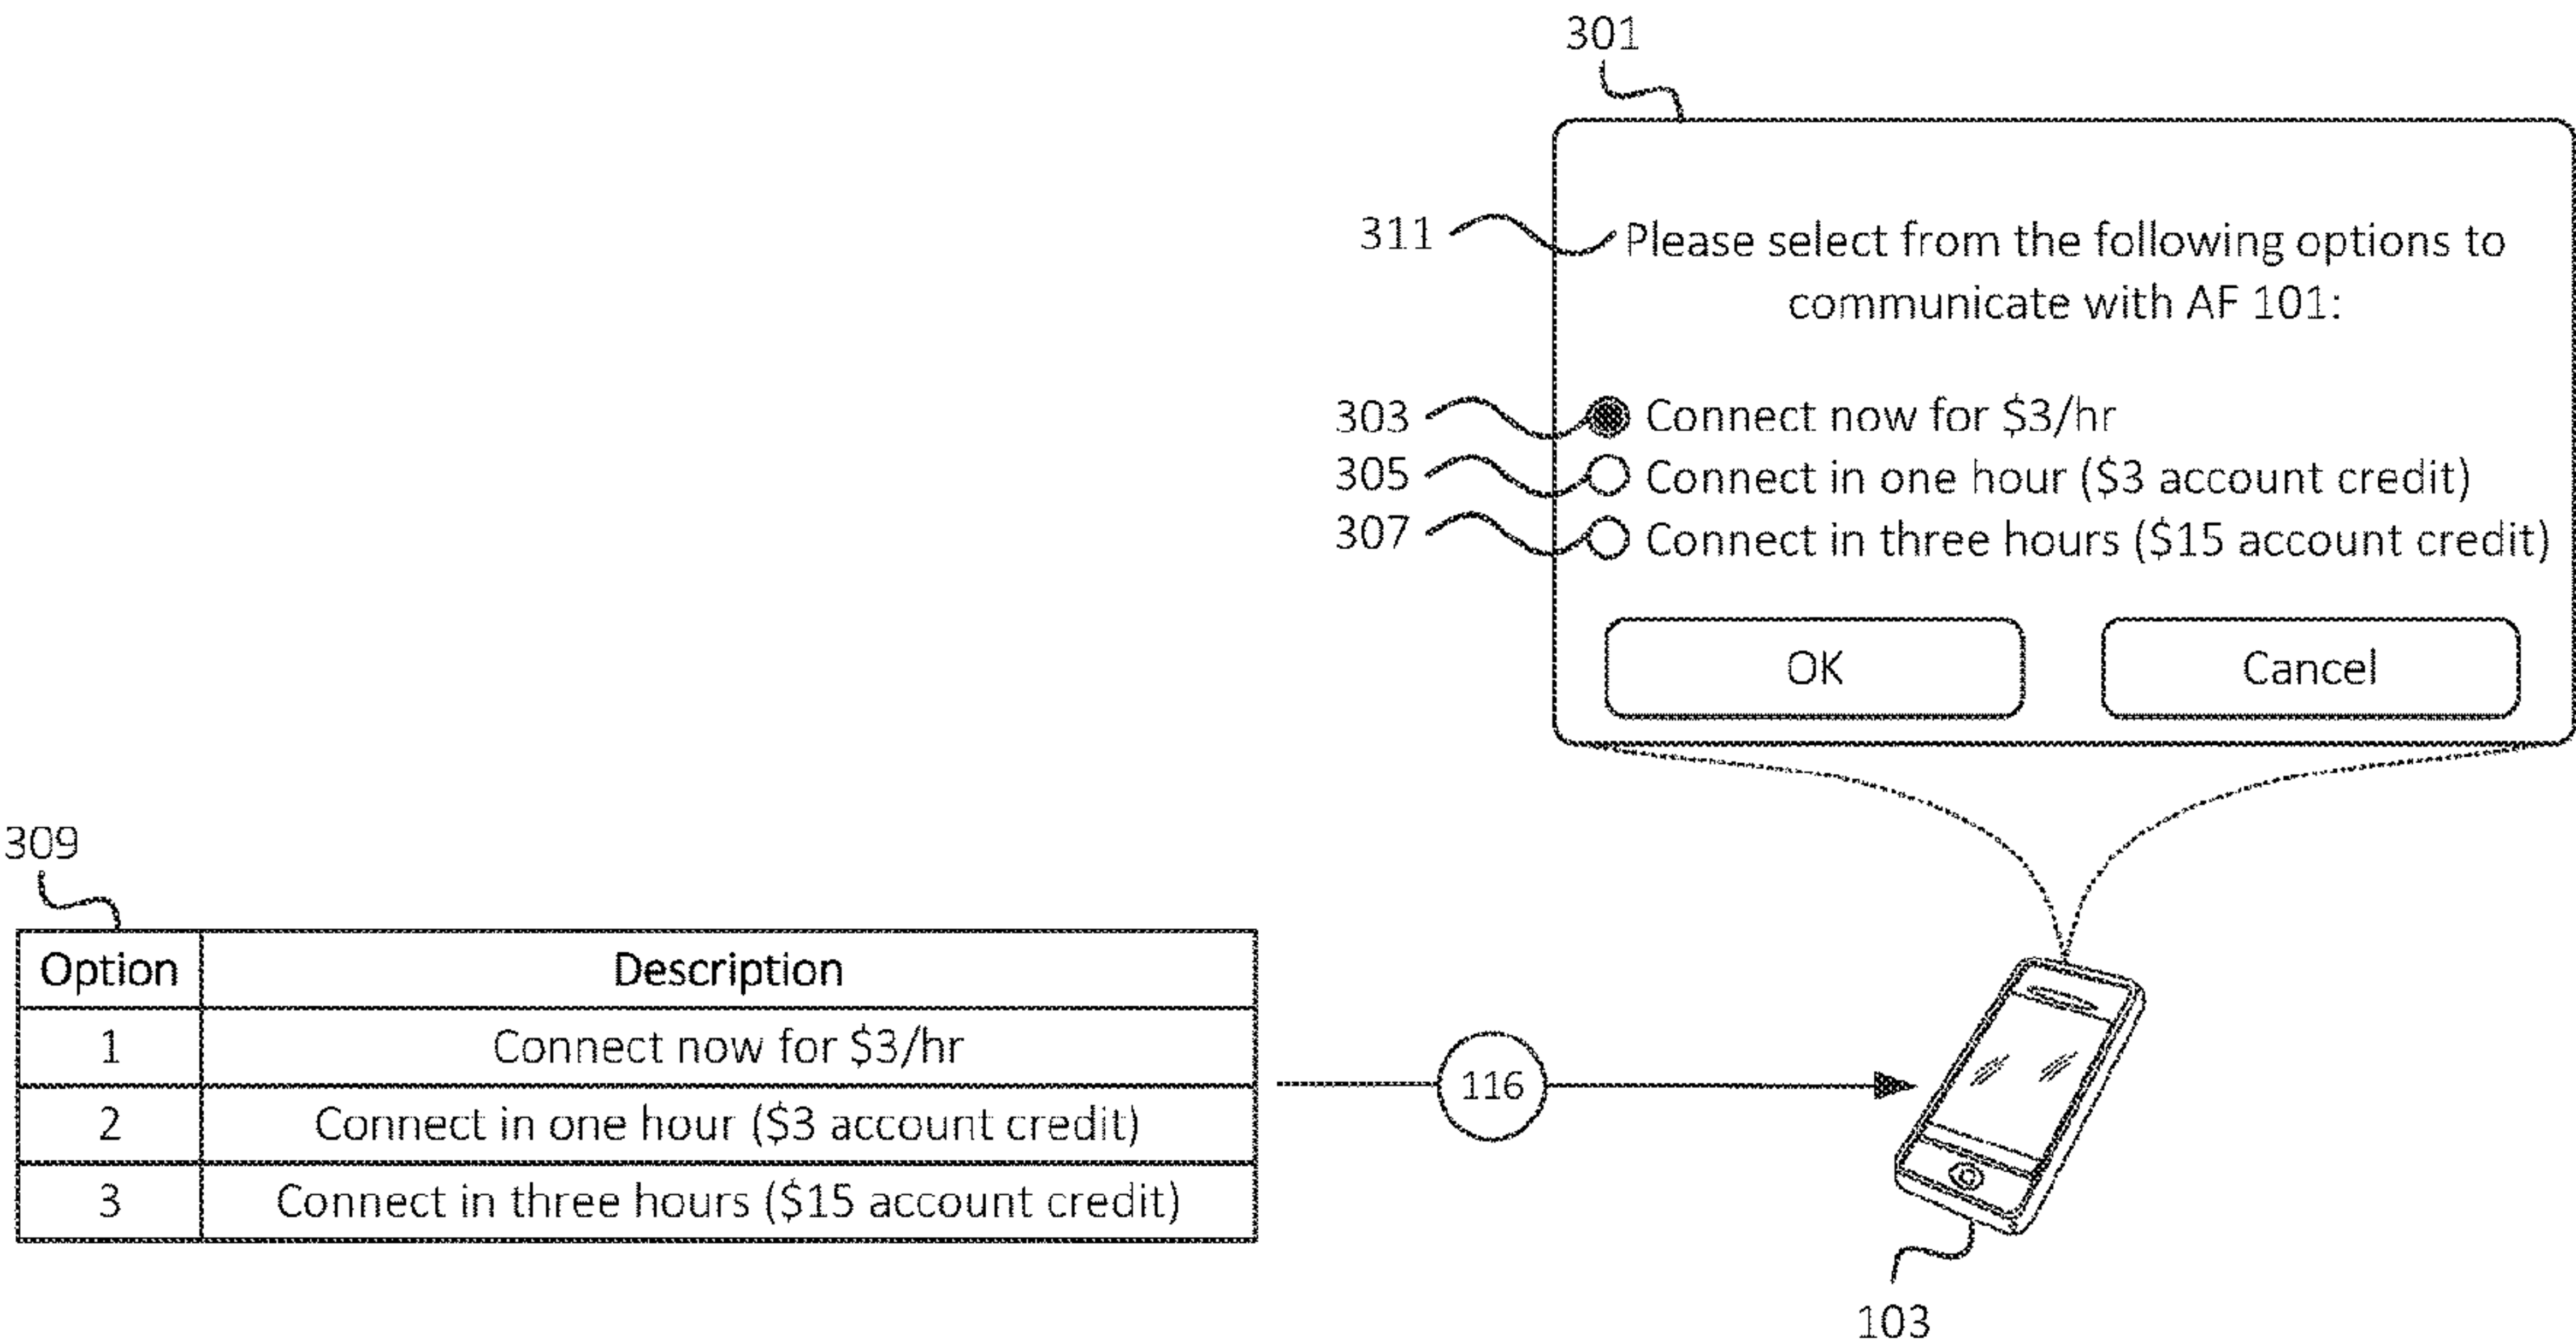 301
311
Please select from the following options to
communicate with AF 101:
303
Connect now for $3/hr
305
Connect in one hour ($3 account credit)
307
Connect in three hours ($15 account credit)
OK
Cancel
309
Option
Description
1
Connect now for $3/hr
2
Connect in one hour ($3 account credit)
3
Connect in three hours ($15 account credit)
116
103